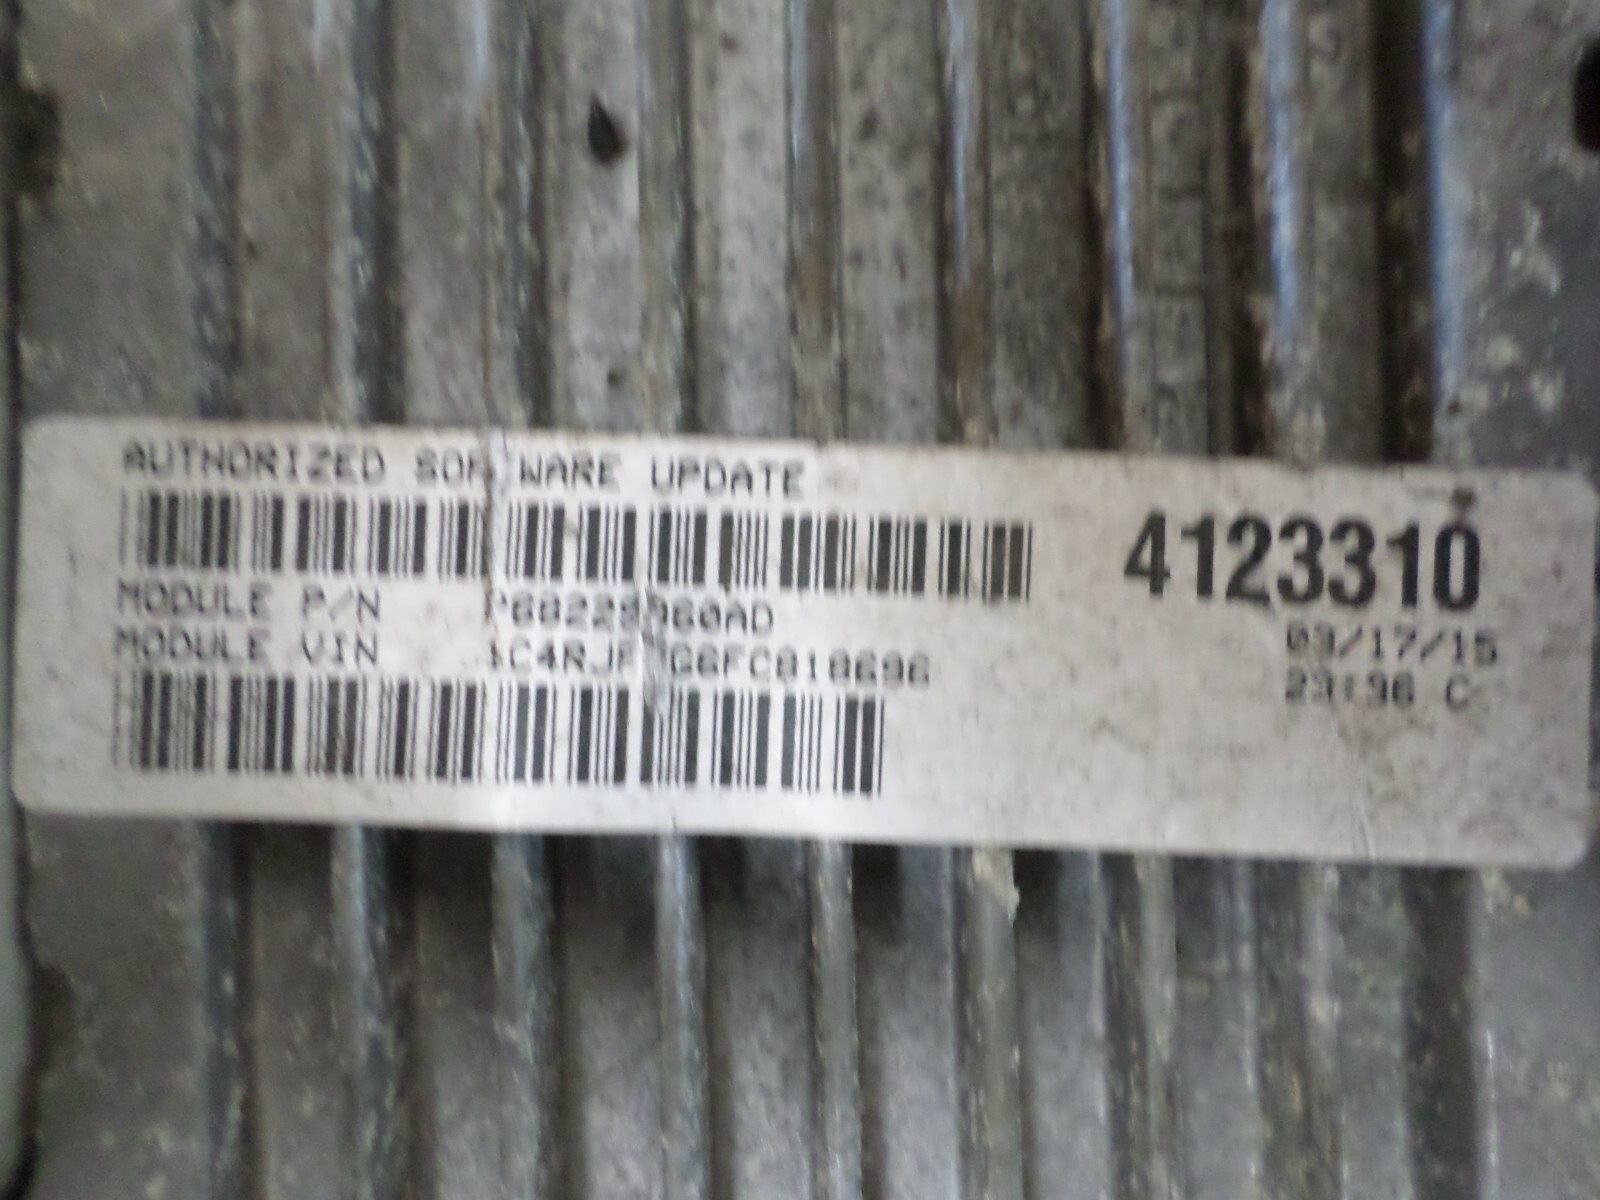 AUTHORIZED SOFTWARE UPDATE
4123310
MODULE P/N
03/17/15
MODULE VIN
23:36 C